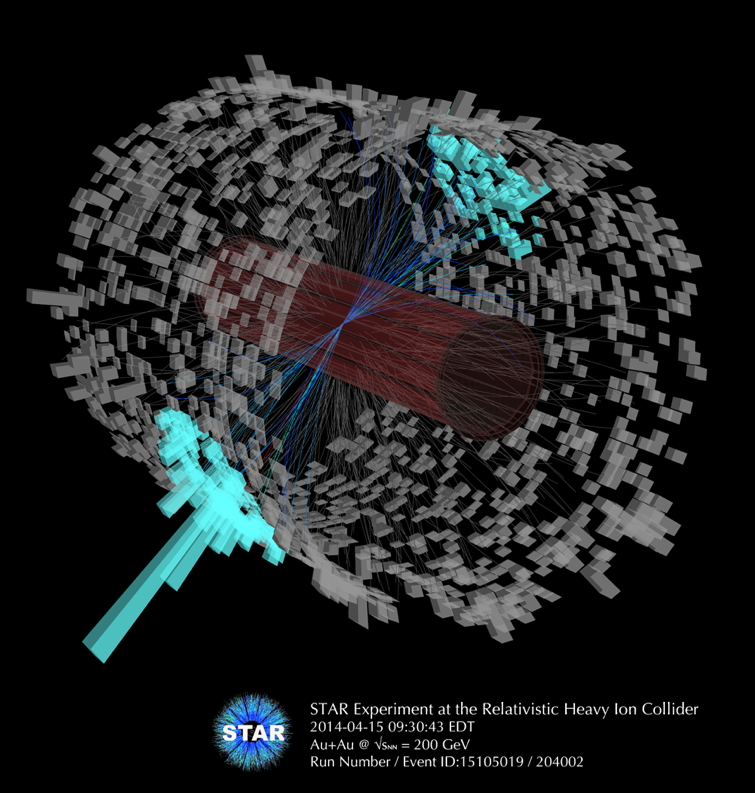 STAR
STAR Experiment at the Relativistic Heavy Ion Collider
2014-04-15 09:30:43 EDT
Au+Au @ √sNN = 200 GeV
Run Number / Event ID:15105019 / 204002